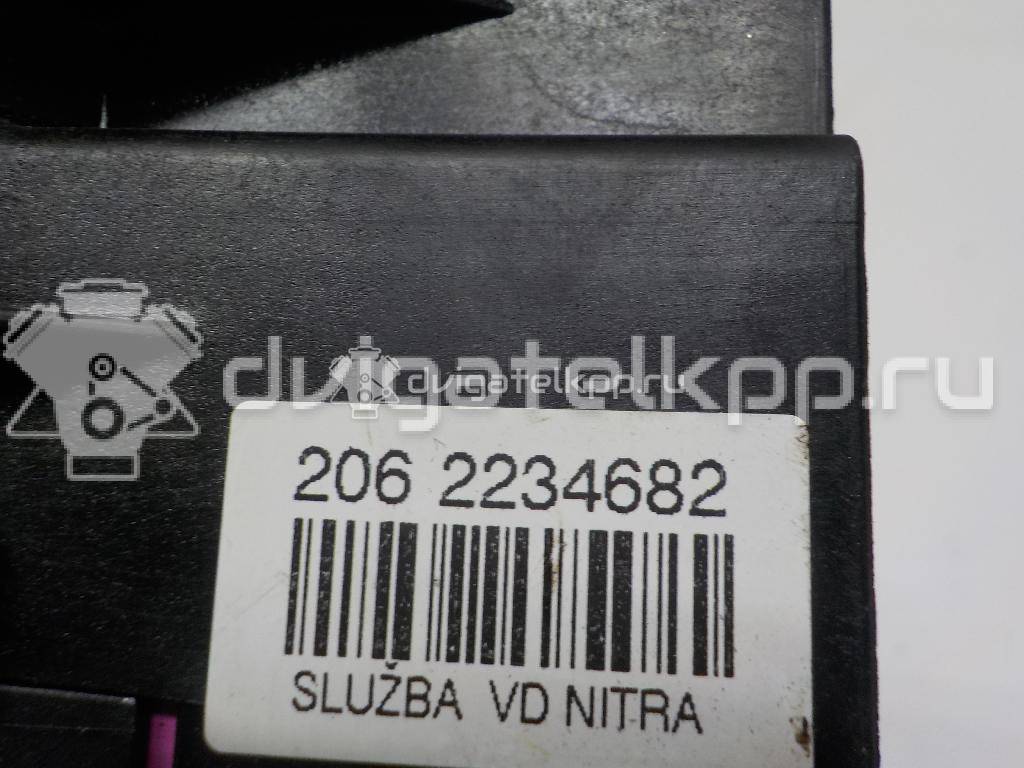 dvigatelkpp.ru
dvigatelkpp.ru
206 2234682
SLUŽBA VD NITRA